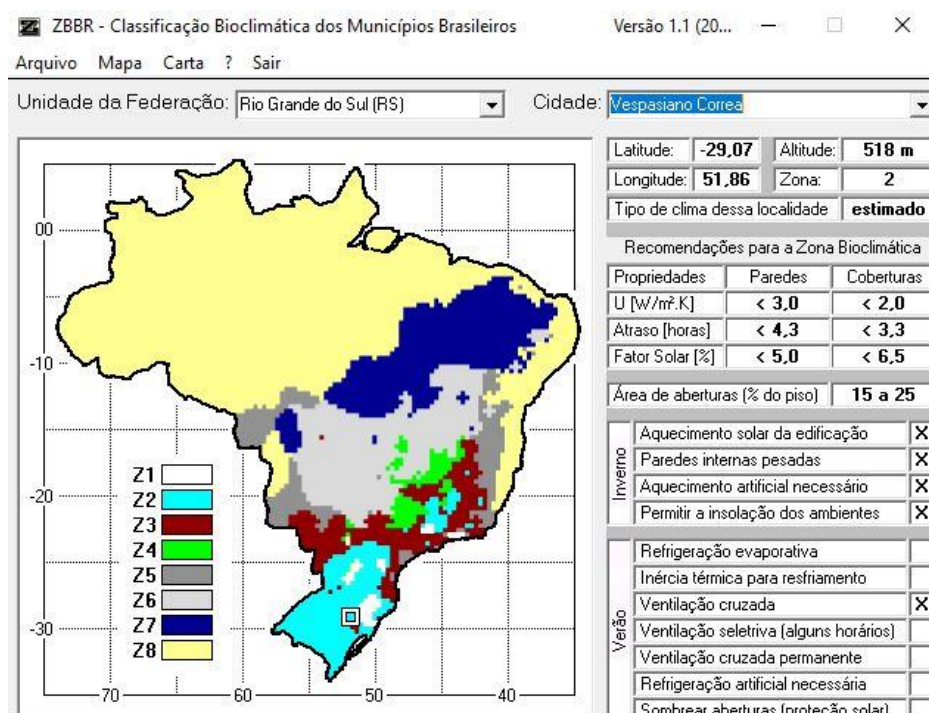 ZBBR - Classificação Bioclimática dos Municípios Brasileiros Versão 1.1 (20...
Arquivo Mapa Carta ? Sair
Unidade da Federação: Rio Grande do Sul (RS) Cidade: Vespasiano Correa
Latitude: -29,07 Altitude: 518 m
Longitude: 51,86 Zona: 2
Tipo de clima dessa localidade estimado
Recomendações para a Zona Bioclimática
Propriedades Paredes Coberturas
U [W/m².K] < 3,0 < 2,0
Atraso [horas] < 4,3 < 3,3
Fator Solar [%] < 5,0 < 6,5
Área de aberturas (% do piso) 15 a 25
Inverno
Aquecimento solar da edificação X
Paredes internas pesadas X
Aquecimento artificial necessário X
Permitir a insolação dos ambientes X
Verão
Refrigeração evaporativa
Inércia térmica para resfriamento
Ventilação cruzada X
Ventilação seletiva (alguns horários)
Ventilação cruzada permanente
Refrigeração artificial necessária
Sombrear aberturas (proteção solar)
00
-10
-20
-30
Z1
Z2
Z3
Z4
Z5
Z6
Z7
Z8
70 60 50 40